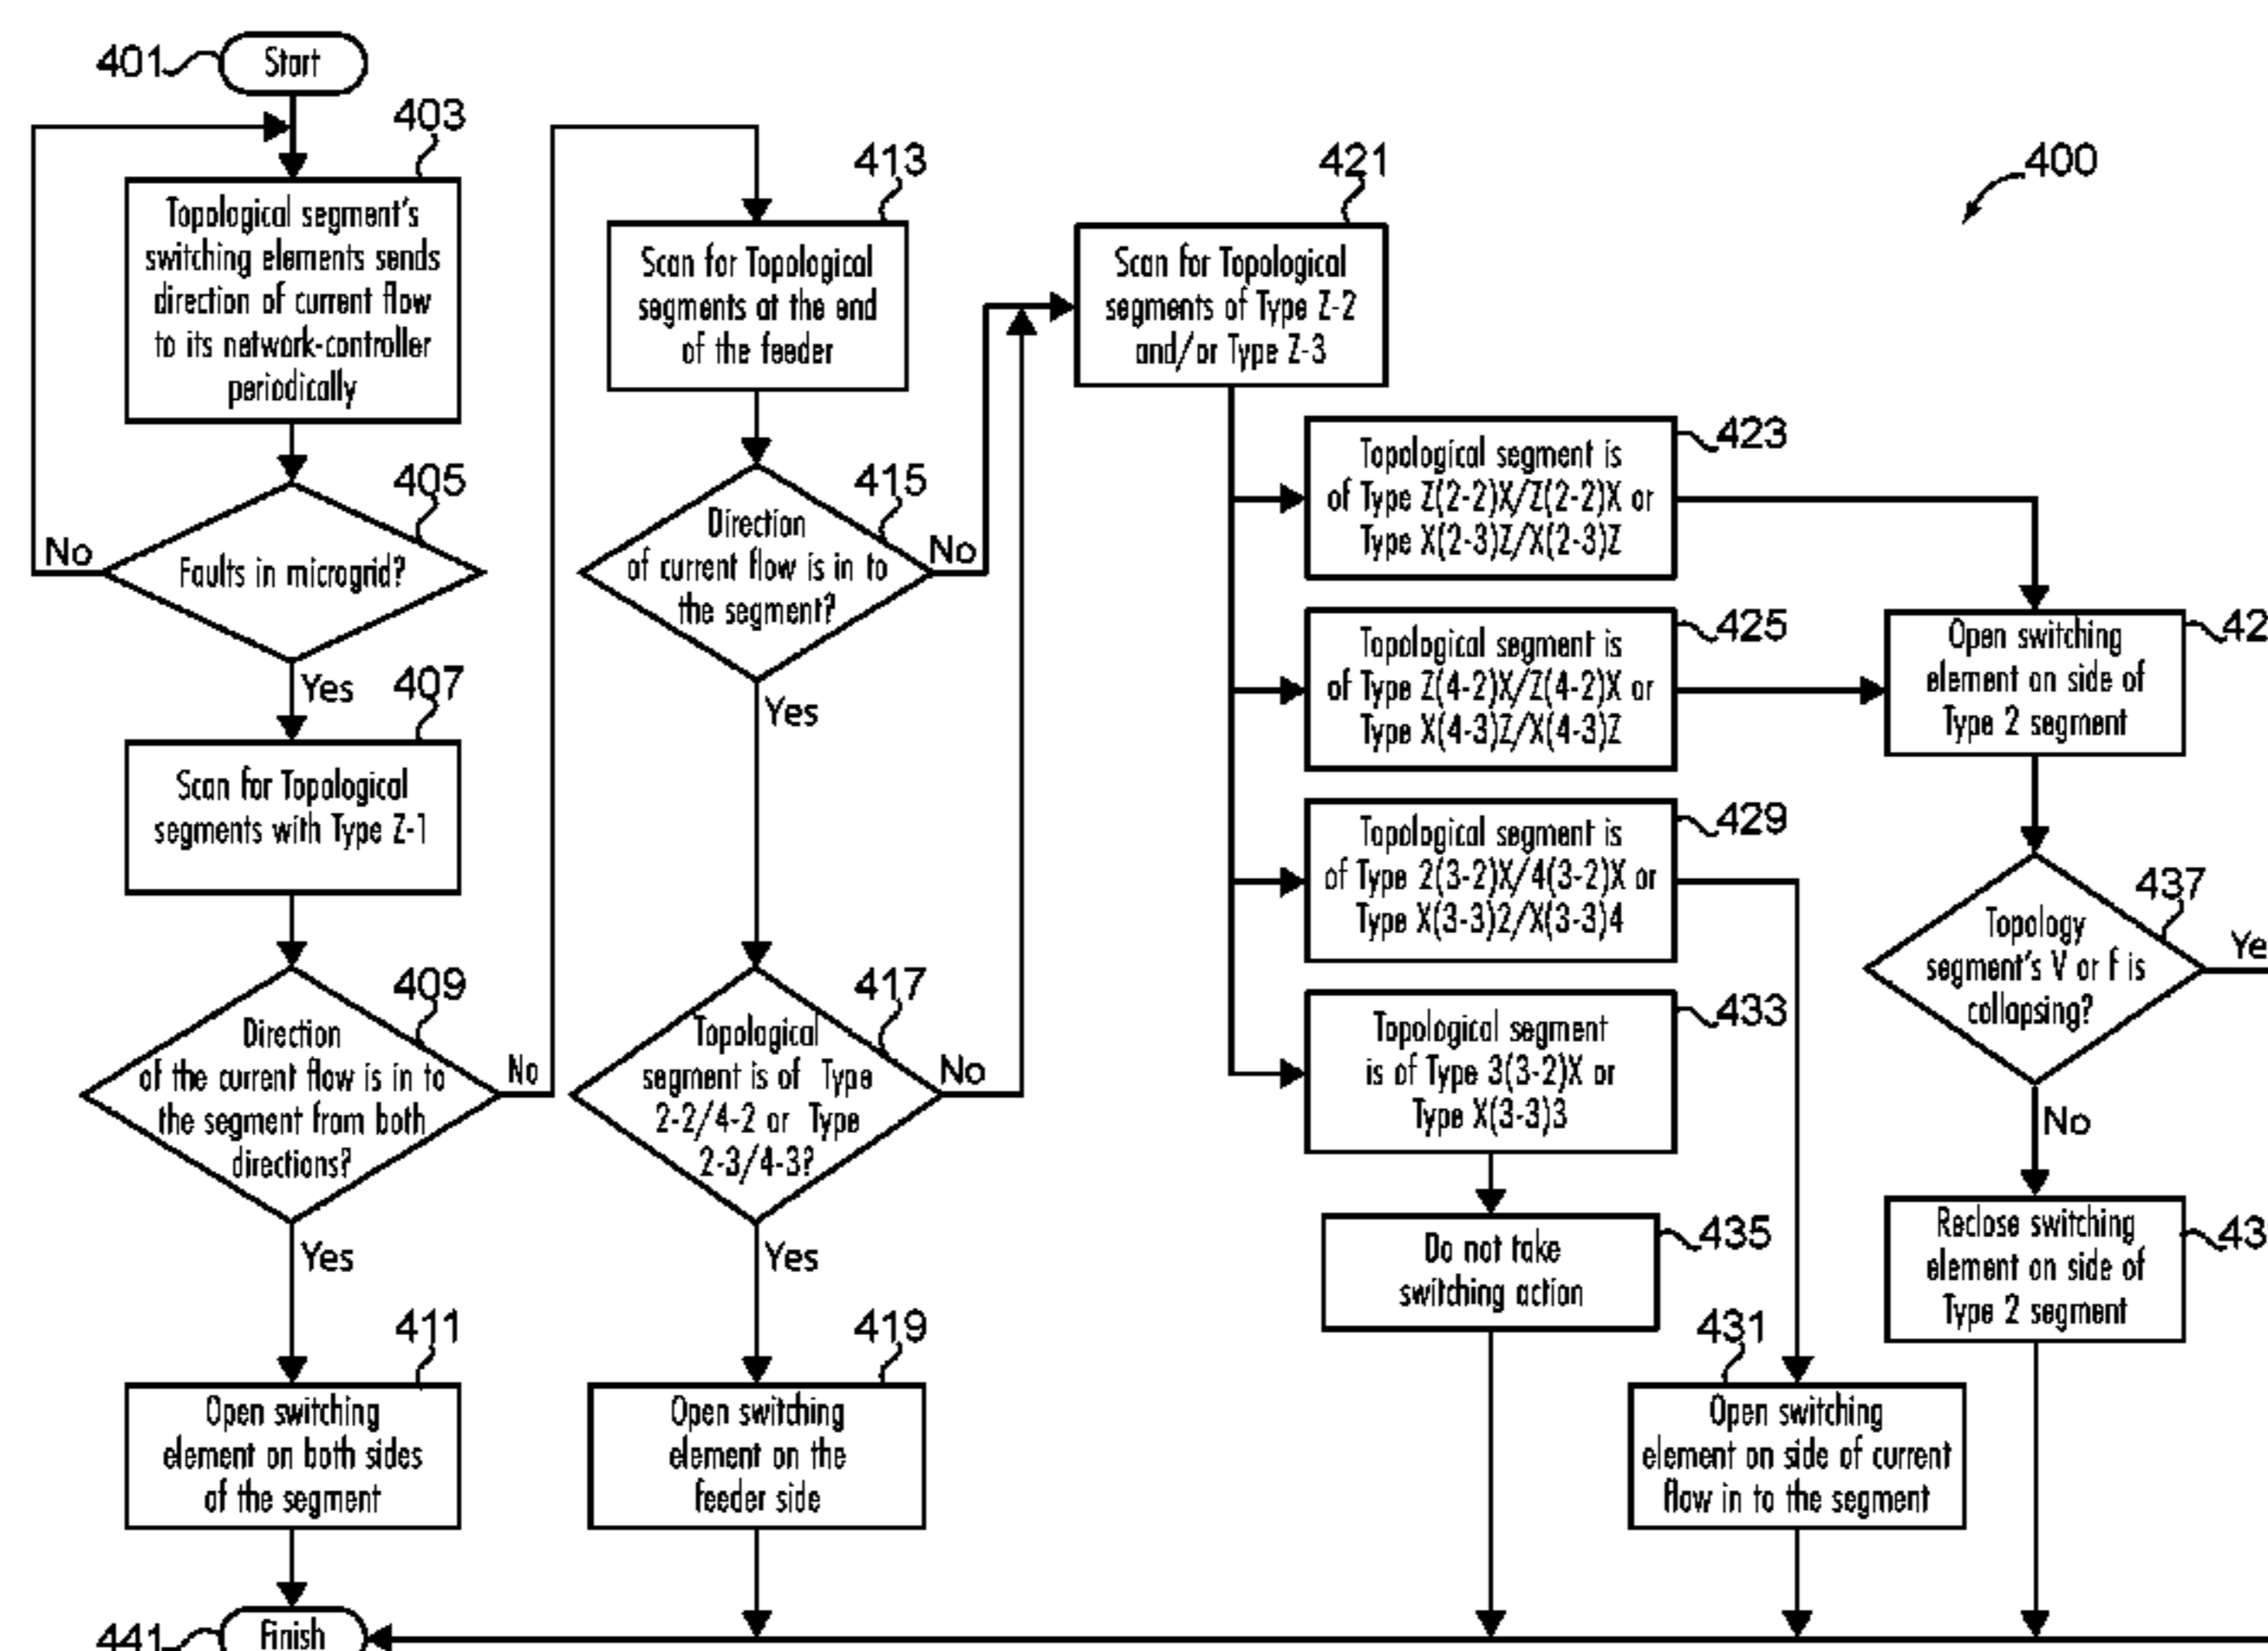 401
Start
403
Topological segment's
switching elements sends
direction of current flow
to its network-controller
periodically
405
Faults in microgrid?
No
Yes
407
Scan for Topological
segments with Type Z-1
409
Direction
of the current flow is in to
the segment from both
directions?
No
Yes
411
Open switching
element on both sides
of the segment
441
Finish
413
Scan for Topological
segments at the end
of the feeder
415
Direction
of current flow is in to
the segment?
No
Yes
417
Topological
segment is of Type
2-2/4-2 or Type
2-3/4-3?
No
Yes
419
Open switching
element on the
feeder side
421
Scan for Topological
segments of Type Z-2
and/or Type Z-3
400
423
Topological segment is
of Type Z(2-2)X/Z(2-2)X or
Type X(2-3)Z/X(2-3)Z
425
Topological segment is
of Type Z(4-2)X/Z(4-2)X or
Type X(4-3)Z/X(4-3)Z
429
Topological segment is
of Type 2(3-2)X/4(3-2)X or
Type X(3-3)2/X(3-3)4
433
Topological segment
is of Type 3(3-2)X or
Type X(3-3)3
435
Do not take
switching action
431
Open switching
element on side of current
flow in to the segment
42
Open switching
element on side of
Type 2 segment
437
Topology
segment's V or f is
collapsing?
Ye
No
43
Reclose switching
element on side of
Type 2 segment